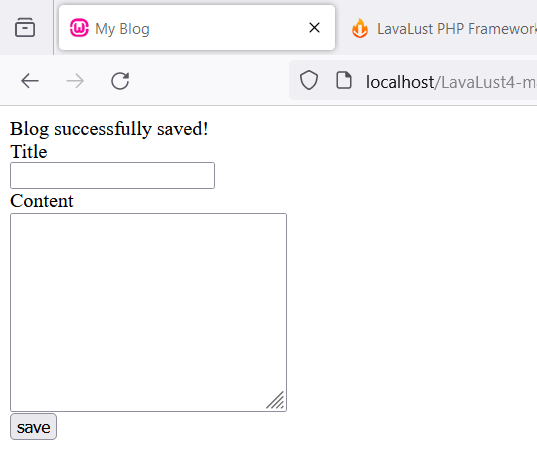 My Blog
LavaLust PHP Framework
localhost/LavaLust4-m
Blog successfully saved!
Title
Content
save